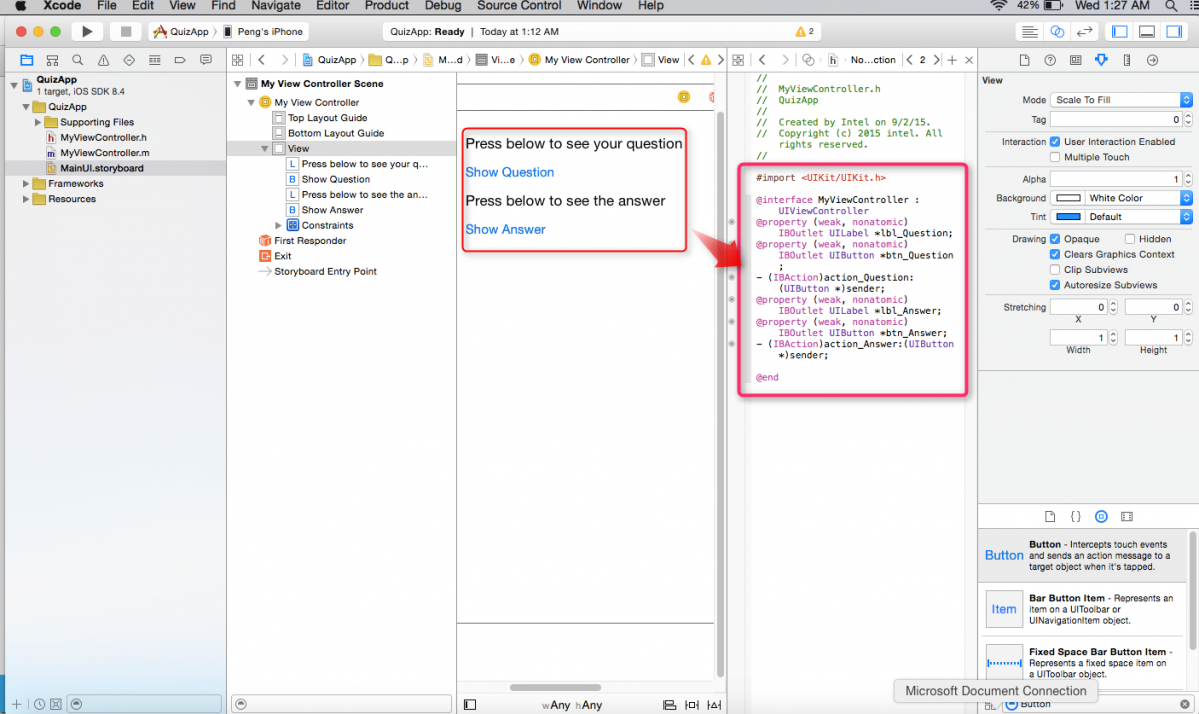 Xcode File Edit View Find Navigate Editor Product Debug Source Control Window Help
42% Wed 1:27 AM
QuizApp Peng's iPhone
QuizApp: Ready | Today at 1:12 AM
2
QuizApp
1 target, iOS SDK 8.4
QuizApp
Supporting Files
h MyViewController.h
m MyViewController.m
MainUI.storyboard
Frameworks
Resources
QuizApp Q...p M...d Vi...e My View Controller View
My View Controller Scene
My View Controller
Top Layout Guide
Bottom Layout Guide
View
L Press below to see your q...
B Show Question
L Press below to see the an...
B Show Answer
Constraints
First Responder
Exit
Storyboard Entry Point
Press below to see your question
Show Question
Press below to see the answer
Show Answer
wAny hAny
h No...ction 2
//
// MyViewController.h
// QuizApp
//
// Created by Intel on 9/2/15.
// Copyright (c) 2015 intel. All
rights reserved.
//
#import <UIKit/UIKit.h>
@interface MyViewController :
UIViewController
@property (weak, nonatomic)
IBOutlet UILabel *lbl_Question;
@property (weak, nonatomic)
IBOutlet UIButton *btn_Question
;
- (IBAction)action_Question:
(UIButton *)sender;
@property (weak, nonatomic)
IBOutlet UILabel *lbl_Answer;
@property (weak, nonatomic)
IBOutlet UIButton *btn_Answer;
- (IBAction)action_Answer:(UIButton
*)sender;
@end
View
Mode Scale To Fill
Tag 0
Interaction User Interaction Enabled
Multiple Touch
Alpha 1
Background White Color
Tint Default
Drawing Opaque Hidden
Clears Graphics Context
Clip Subviews
Autoresize Subviews
Stretching 0 0
X Y
1 1
Width Height
{}
Button
Button - Intercepts touch events
and sends an action message to a
target object when it's tapped.
Item
Bar Button Item - Represents an
item on a UIToolbar or
UINavigationItem object.
Fixed Space Bar Button Item -
Represents a fixed space item on
a UIToolbar object.
Microsoft Document Connection
Button